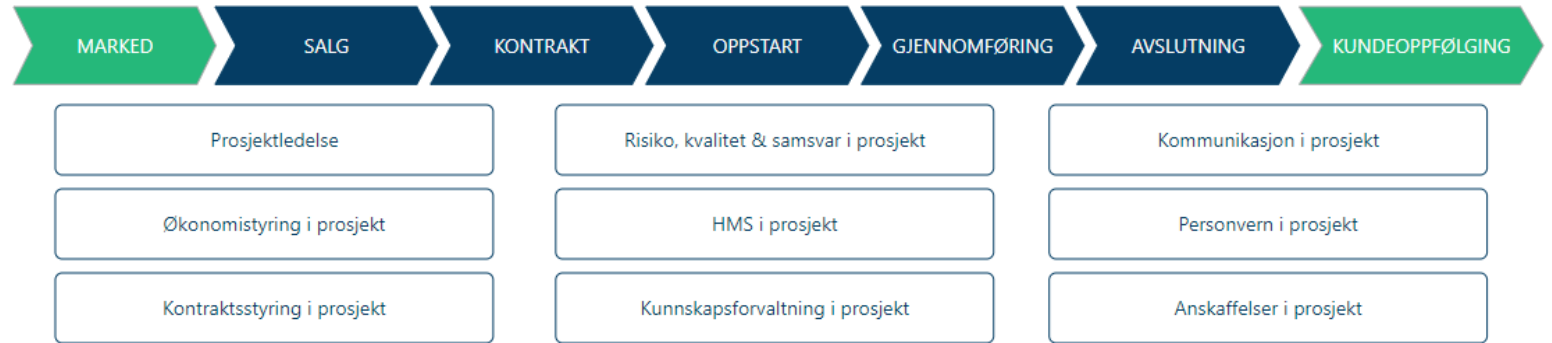 MARKED
SALG
KONTRAKT
OPPSTART
GJENNOMFØRING
AVSLUTNING
KUNDEOPPFØLGING
Prosjektledelse
Risiko, kvalitet & samsvar i prosjekt
Kommunikasjon i prosjekt
Økonomistyring i prosjekt
HMS i prosjekt
Personvern i prosjekt
Kontraktsstyring i prosjekt
Kunnskapsforvaltning i prosjekt
Anskaffelser i prosjekt